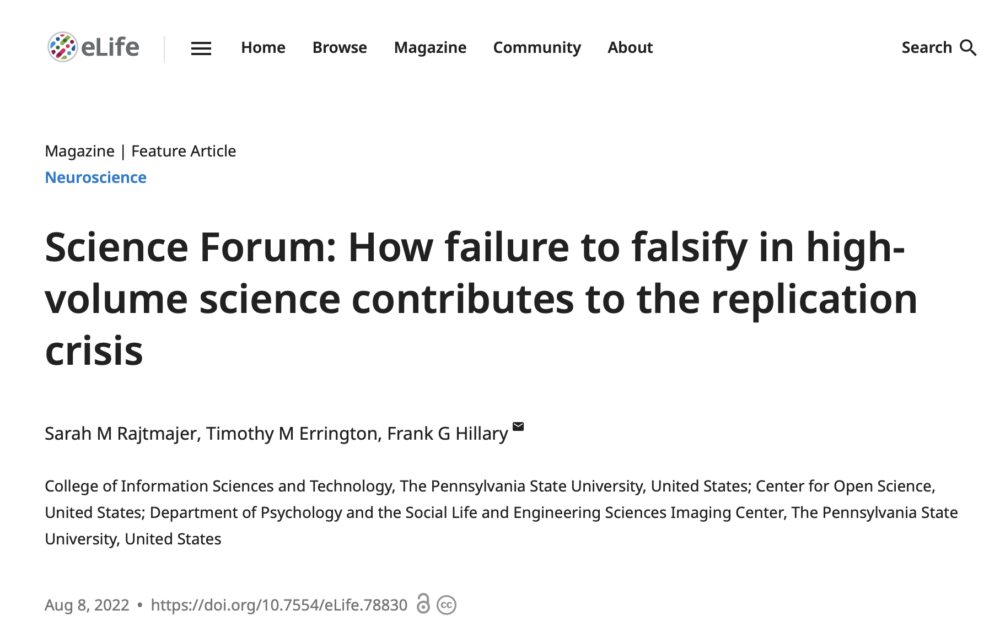 eLife
Home Browse Magazine Community About Search
Magazine | Feature Article
Neuroscience
Science Forum: How failure to falsify in high-
volume science contributes to the replication
crisis
Sarah M Rajtmajer, Timothy M Errington, Frank G Hillary
College of Information Sciences and Technology, The Pennsylvania State University, United States; Center for Open Science,
United States; Department of Psychology and the Social Life and Engineering Sciences Imaging Center, The Pennsylvania State
University, United States
Aug 8, 2022 • https://doi.org/10.7554/eLife.78830 cc